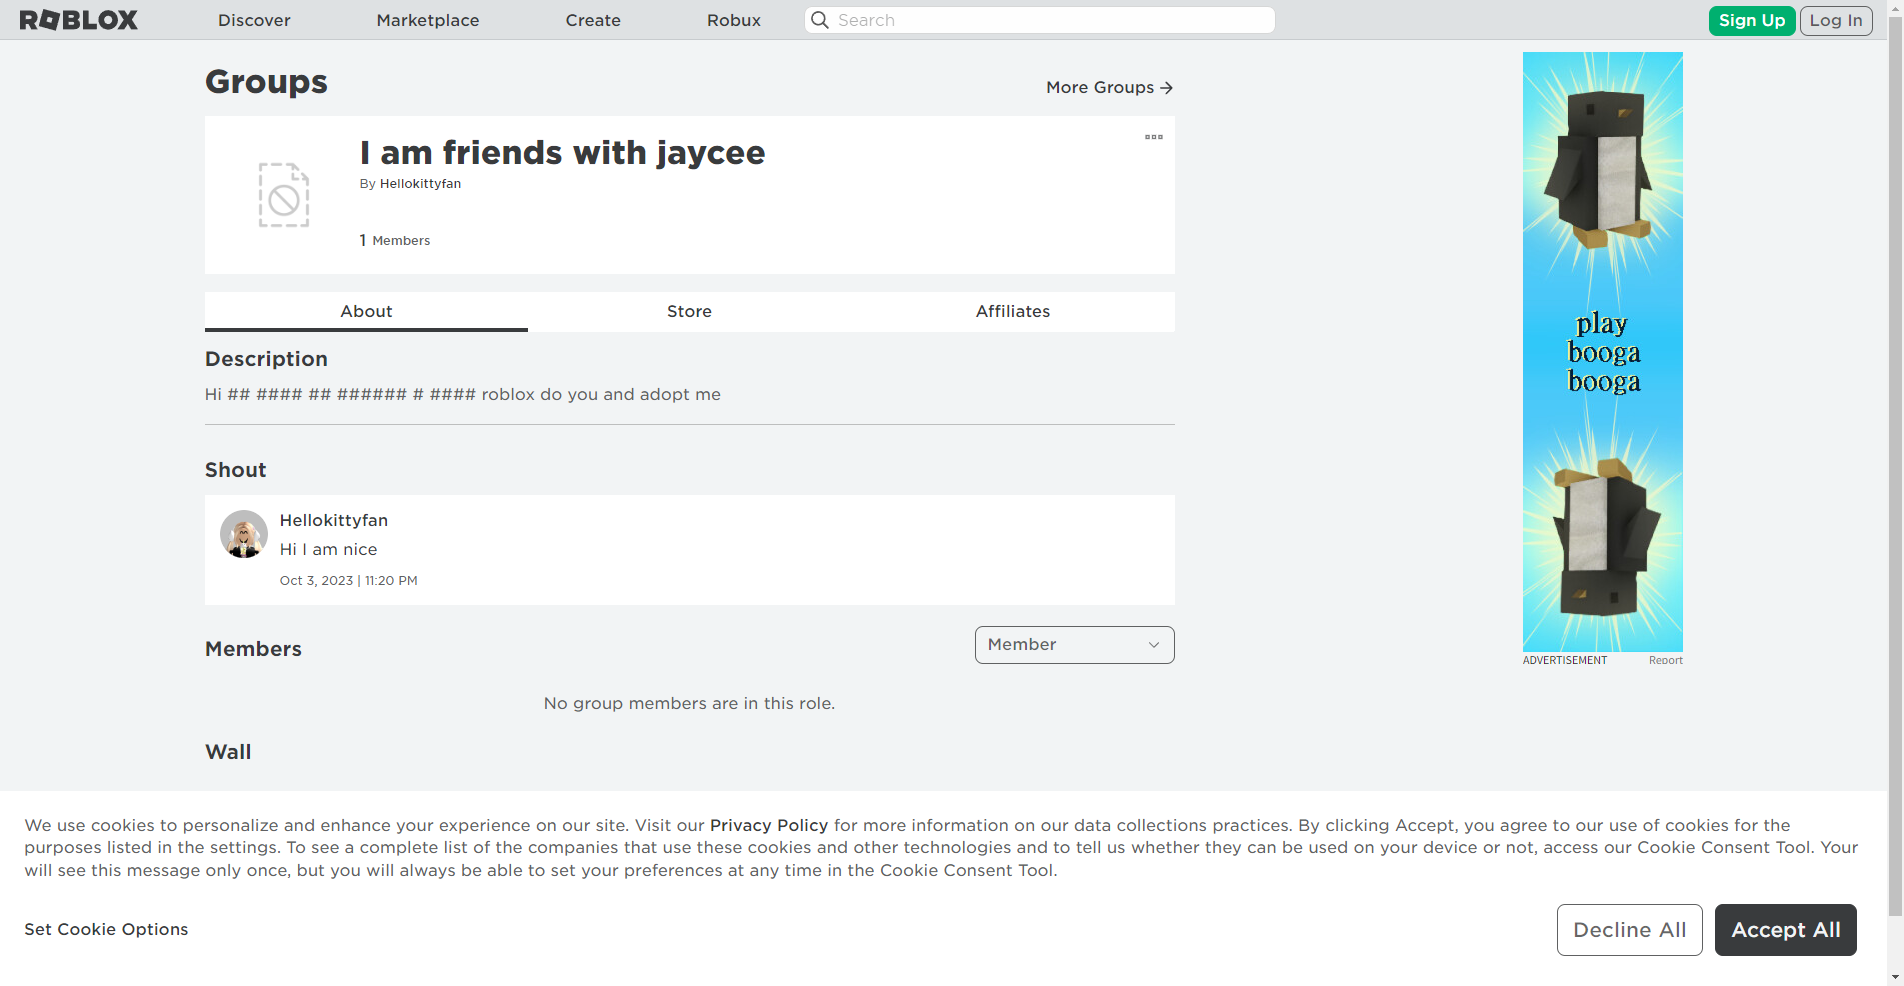 ROBLOX Discover Marketplace Create Robux Search Sign Up Log In
Groups
More Groups
I am friends with jaycee
By Hellokittyfan
1 Members
About Store Affiliates
Description
Hi ## #### ## ###### # #### roblox do you and adopt me
Shout
Hellokittyfan
Hi I am nice
Oct 3, 2023 | 11:20 PM
Members
Member
No group members are in this role.
Wall
play
booga
booga
ADVERTISEMENT Report
We use cookies to personalize and enhance your experience on our site. Visit our Privacy Policy for more information on our data collections practices. By clicking Accept, you agree to our use of cookies for the
purposes listed in the settings. To see a complete list of the companies that use these cookies and other technologies and to tell us whether they can be used on your device or not, access our Cookie Consent Tool. Your
will see this message only once, but you will always be able to set your preferences at any time in the Cookie Consent Tool.
Set Cookie Options
Decline All
Accept All